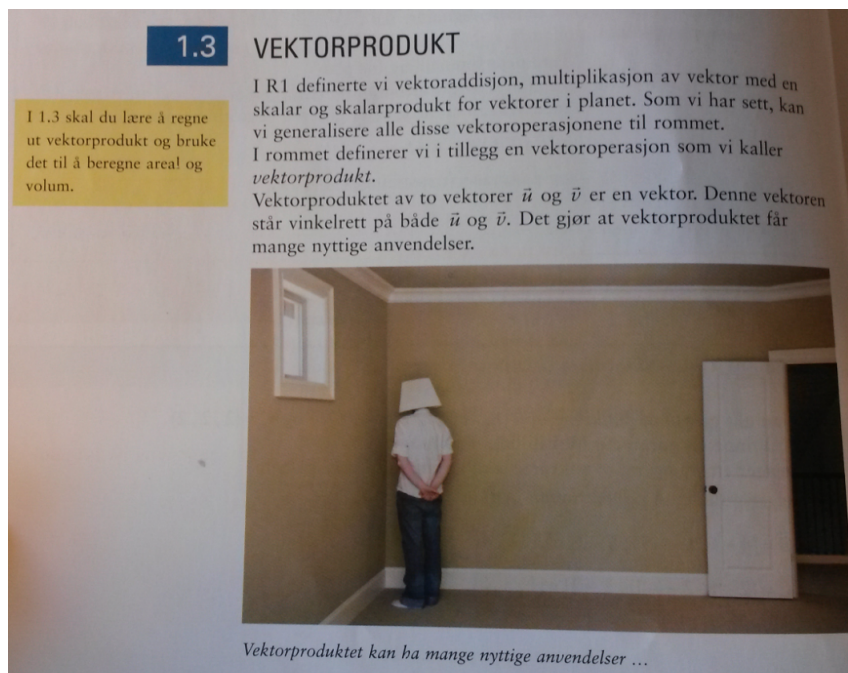 1.3 VEKTORPRODUKT
I 1.3 skal du lære å regne
ut vektorprodukt og bruke
det til å beregne areal og
volum.
I R1 definerte vi vektoraddisjon, multiplikasjon av vektor med en
skalar og skalarprodukt for vektorer i planet. Som vi har sett, kan
vi generalisere alle disse vektoroperasjonene til rommet.
I rommet definerer vi i tillegg en vektoroperasjon som vi kaller
vektorprodukt.
Vektorproduktet av to vektorer u⃗ og v⃗ er en vektor. Denne vektoren
står vinkelrett på både u⃗ og v⃗. Det gjør at vektorproduktet får
mange nyttige anvendelser.
Vektorproduktet kan ha mange nyttige anvendelser ...